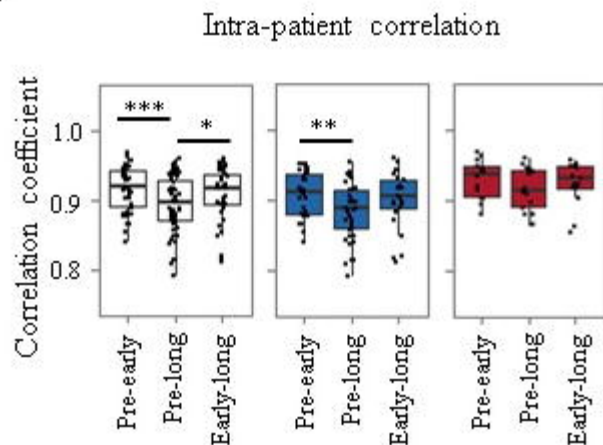 Intra-patient correlation
Correlation coefficient
1.0
0.9
0.8
***
*
**
Pre-early
Pre-long
Early-long
Pre-early
Pre-long
Early-long
Pre-early
Pre-long
Early-long